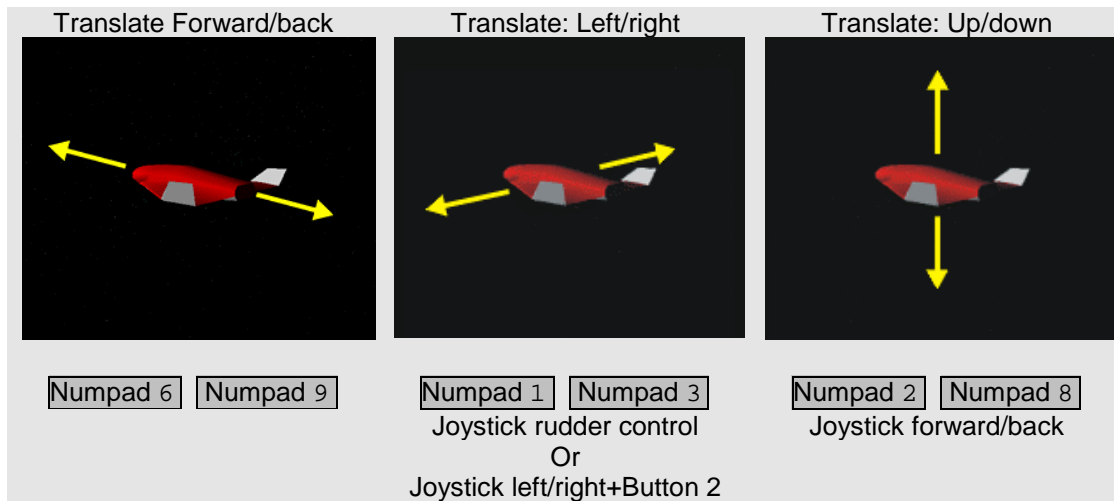 Translate Forward/back
Translate: Left/right
Translate: Up/down
Numpad 6 Numpad 9
Numpad 1 Numpad 3
Numpad 2 Numpad 8
Joystick rudder control
Or
Joystick left/right+Button 2
Joystick forward/back